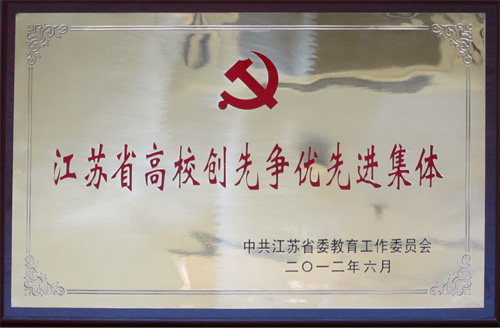 江苏省高校创先争优先进集体
中共江苏省委教育工作委员会
二〇一二年六月